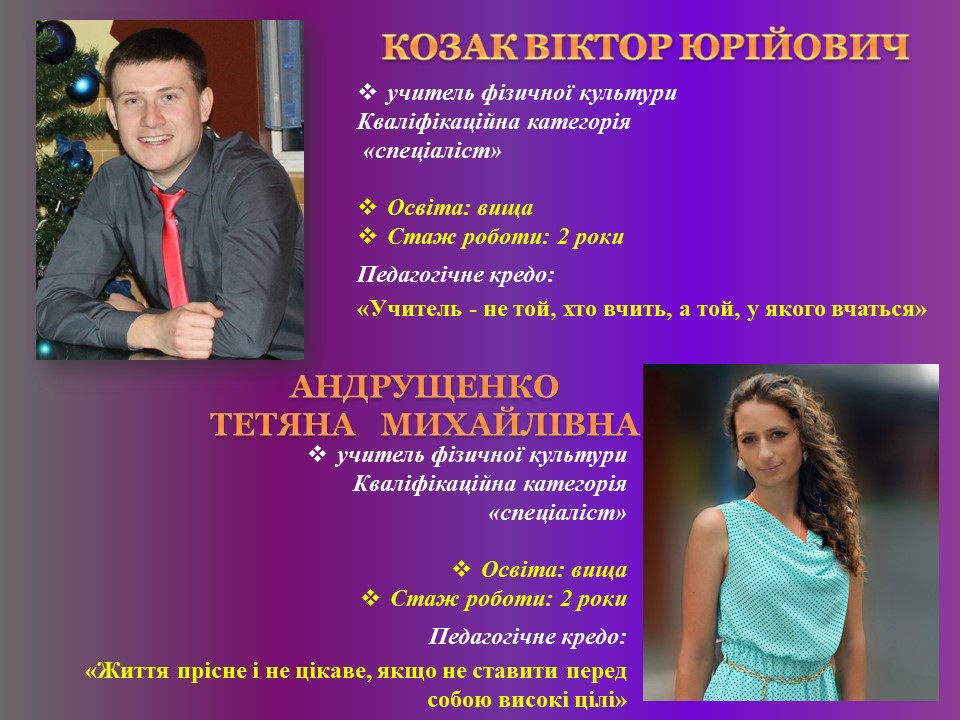 КОЗАК ВІКТОР ЮРІЙОВИЧ
❖ учитель фізичної культури
Кваліфікаційна категорія
«спеціаліст»
❖ Освіта: вища
❖ Стаж роботи: 2 роки
Педагогічне кредо:
«Учитель - не той, хто вчить, а той, у якого вчаться»
АНДРУЩЕНКО
ТЕТЯНА МИХАЙЛІВНА
❖ учитель фізичної культури
Кваліфікаційна категорія
«спеціаліст»
❖ Освіта: вища
❖ Стаж роботи: 2 роки
Педагогічне кредо:
«Життя прісне і не цікаве, якщо не ставити перед
собою високі цілі»